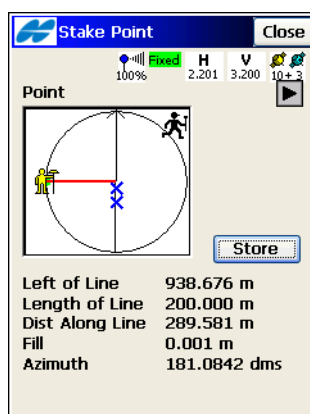 Stake Point Close
Fixed H V
100% 2.201 3.200 10+ 3
Point
Store
Left of Line 938.676 m
Length of Line 200.000 m
Dist Along Line 289.581 m
Fill 0.001 m
Azimuth 181.0842 dms